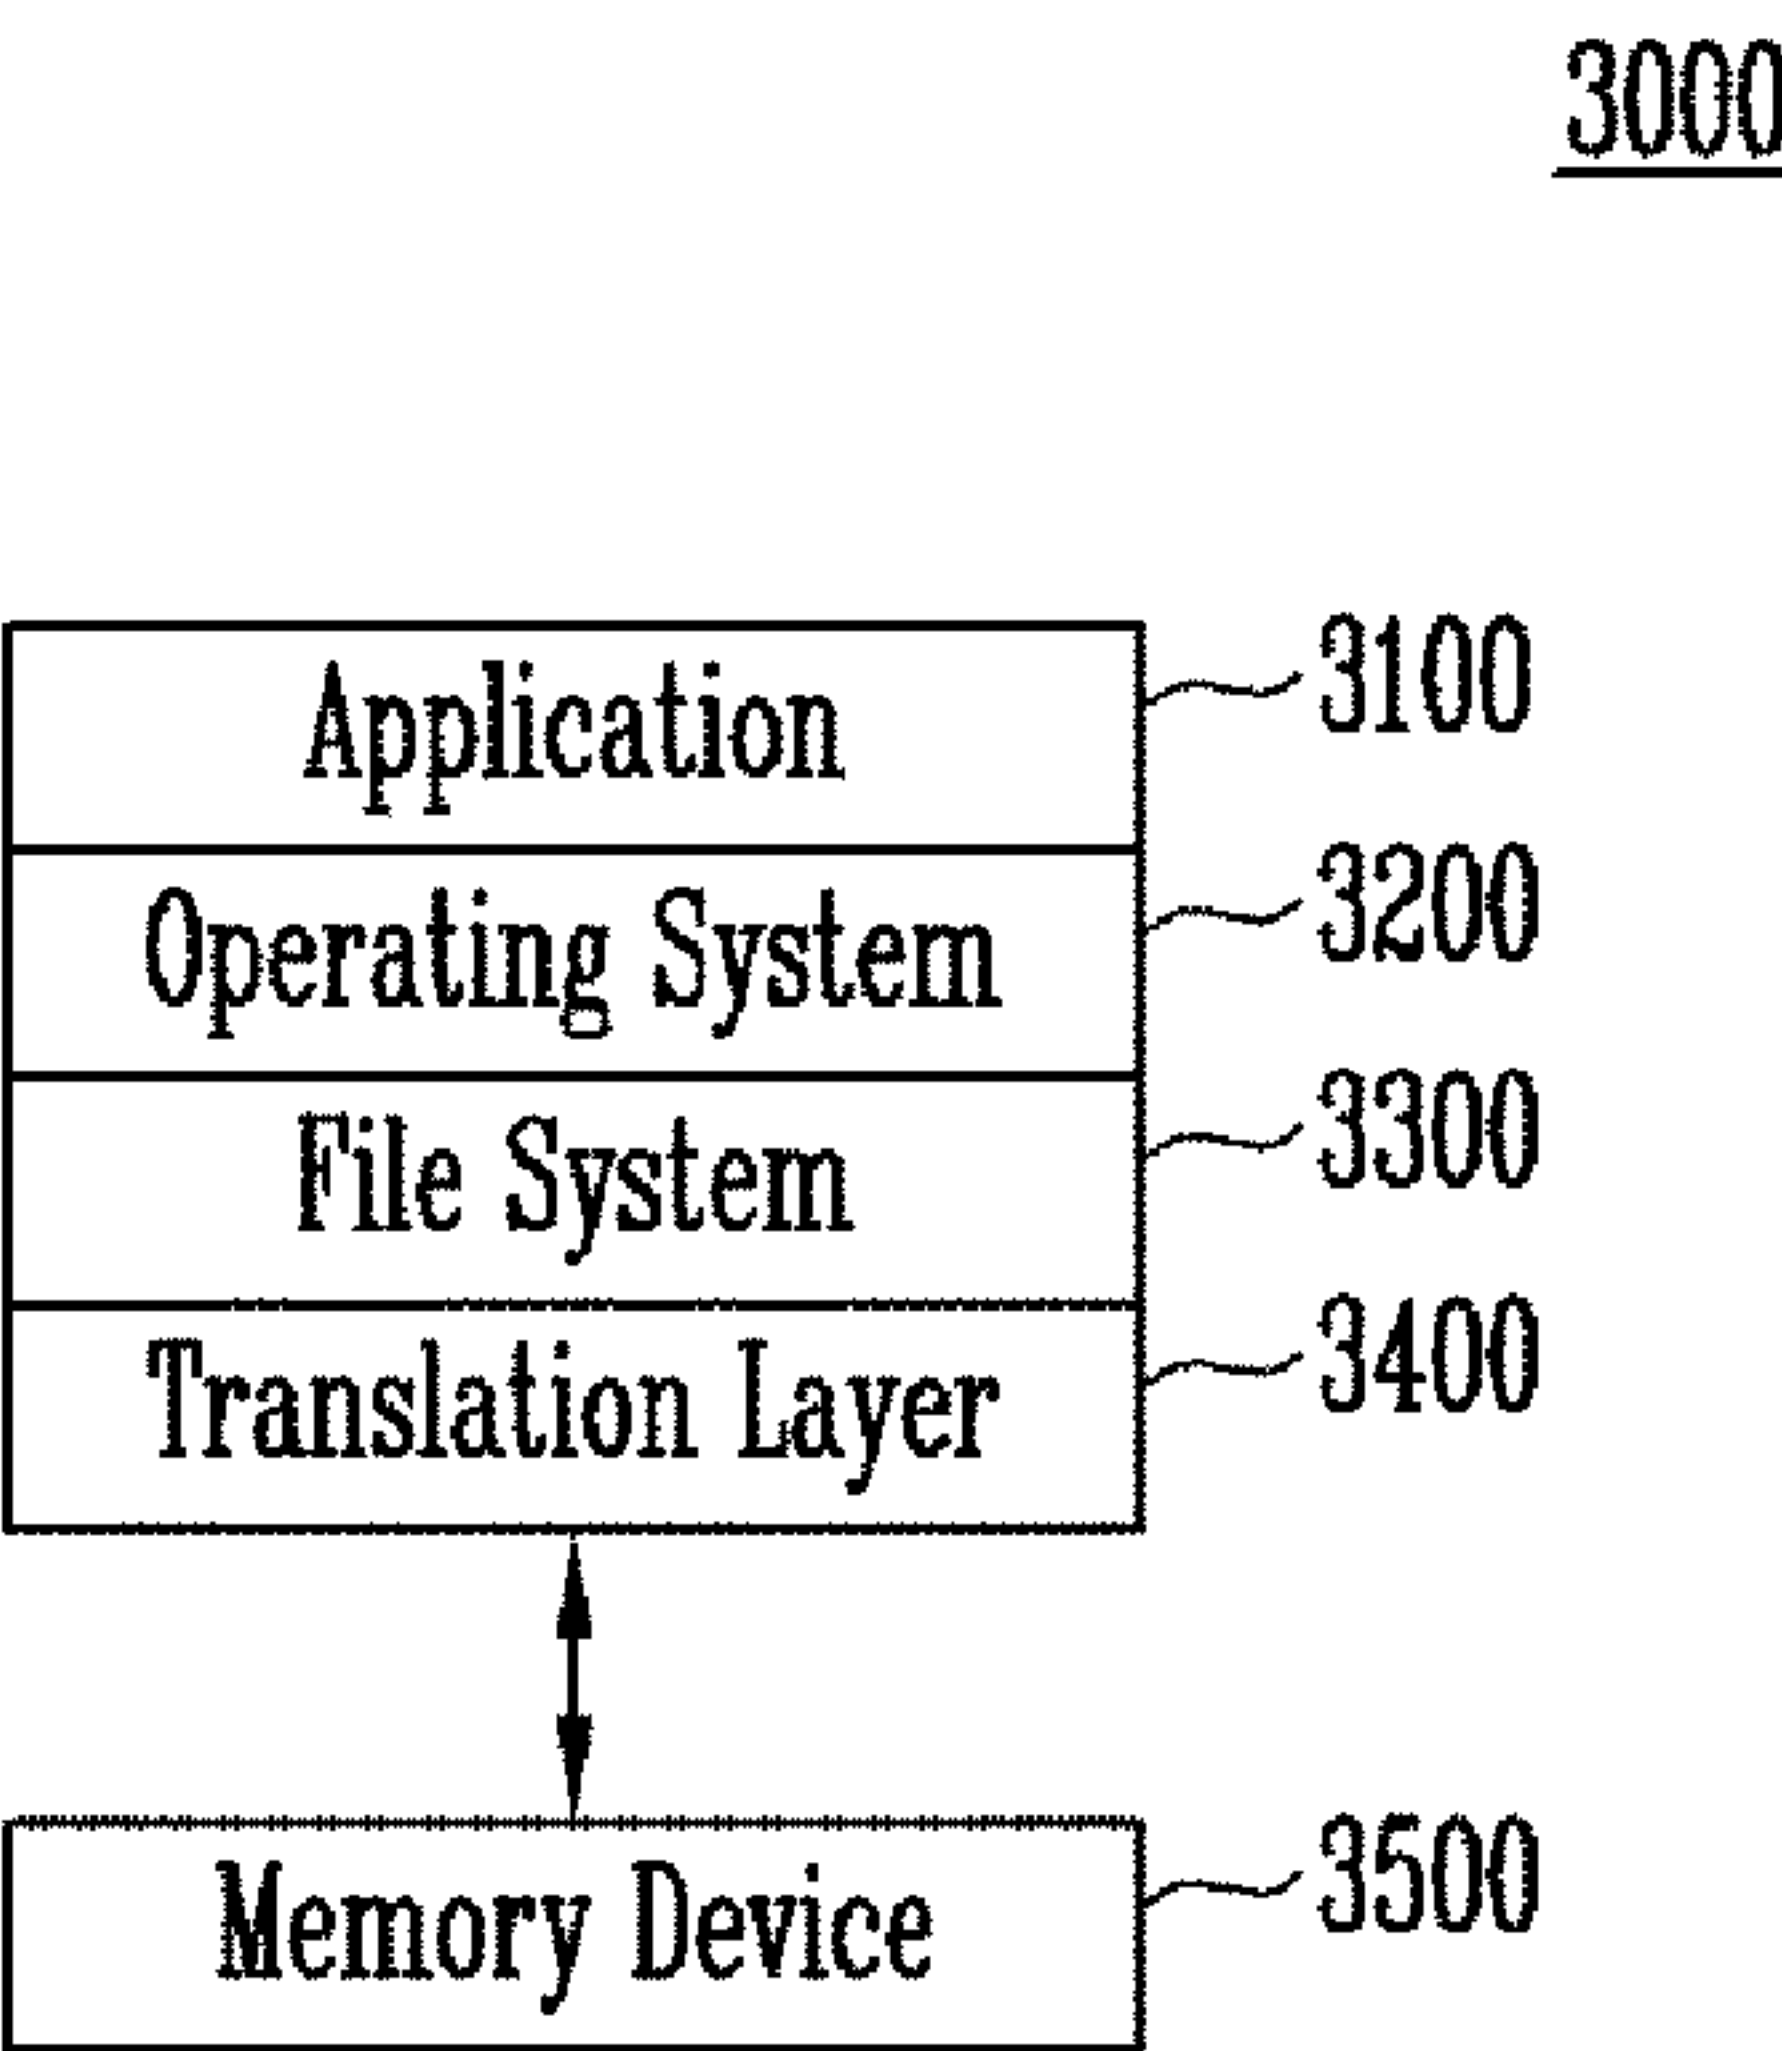 3000
Application 3100
Operating System 3200
File System 3300
Translation Layer 3400
Memory Device 3500